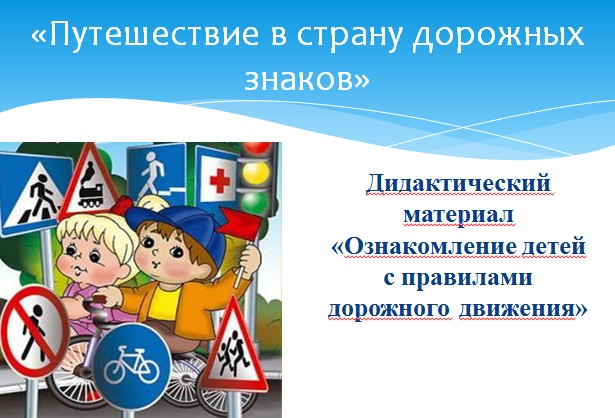 «Путешествие в страну дорожных
знаков»
Дидактический
материал
«Ознакомление детей
с правилами
дорожного движения»